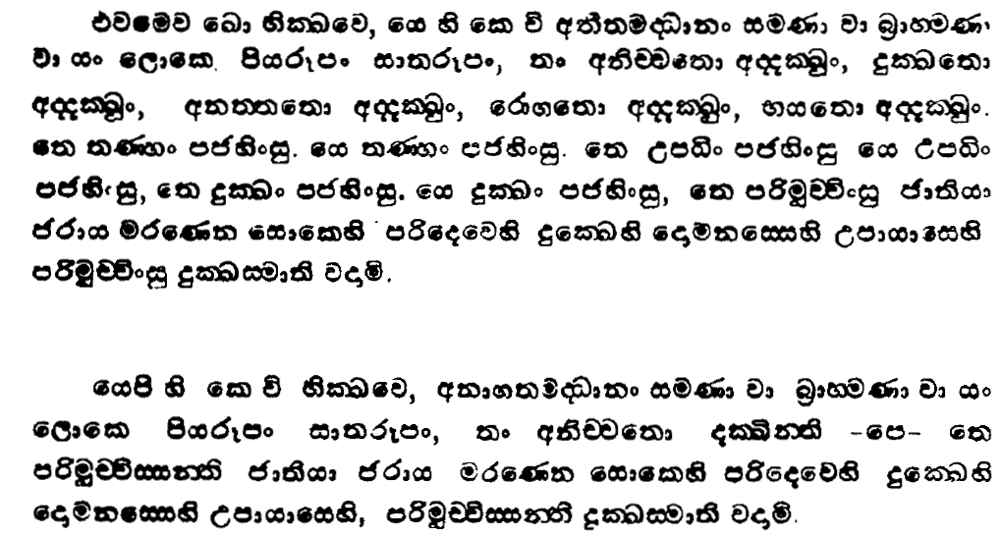 එවමෙව ඛො භික්ඛවෙ, යෙ හි කෙ චි අතීතමද්ධානං සමණා වා බ්‍රාහ්මණා
වා යං ලොකෙ පියරූපං සාතරූපං, තං අනිච්චතො අද්දක්ඛුං, දුක්ඛතො
අද්දක්ඛුං, අනත්තතො අද්දක්ඛුං, රොගතො අද්දක්ඛුං, භයතො අද්දක්ඛුං.
තෙ තණ්හං පජහිංසු. යෙ තණ්හං පජහිංසු. තෙ උපධිං පජහිංසු යෙ උපධිං
පජහිංසු, තෙ දුක්ඛං පජහිංසු. යෙ දුක්ඛං පජහිංසු, තෙ පරිමුච්චිංසු ජාතියා
ජරාය මරණෙන සොකෙහි පරිදෙවෙහි දුක්ඛෙහි දොමනස්සෙහි උපායාසෙහි
පරිමුච්චිංසු දුක්ඛස්මාති වදාමි.
යෙපි හි කෙ චි භික්ඛවෙ, අනාගතමද්ධානං සමණා වා බ්‍රාහ්මණා වා යං
ලොකෙ පියරූපං සාතරූපං, තං අනිච්චතො දක්ඛින්ති -පෙ- තෙ
පරිමුච්චිස්සන්ති ජාතියා ජරාය මරණෙන සොකෙහි පරිදෙවෙහි දුක්ඛෙහි
දොමනස්සෙහි උපායාසෙහි, පරිමුච්චිස්සන්ති දුක්ඛස්මාති වදාමි.